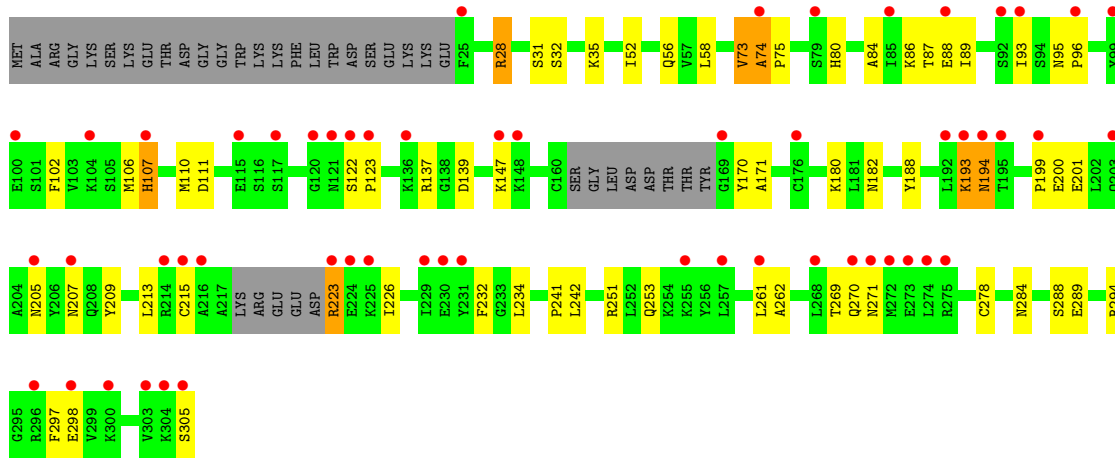 MET ALA ARG GLY LYS SER LYS GLU THR ASP GLY GLY TRP LYS LYS PHE LEU TRP ASP SER GLU LYS LYS GLU F25 R28 S31 S32 K35 I52 Q56 V57 L58 V73 A74 P75 S79 H80 A84 I85 K86 T87 E88 I89 S92 I93 S94 N95 P96
E100 S101 F102 V103 K104 S105 M106 H107 M110 D111 E115 S116 S117 G120 N121 S122 P123 K136 R137 G138 D139 K147 K148 C160 SER GLY LEU ASP ASP THR THR TYR G169 Y170 A171 C176 K180 L181 N182 Y188 L192 K193 N194 T195 P199 E200 E201 L202
A204 N205 Y206 N207 Q208 Y209 L213 R214 C215 A216 A217 LYS ARG GLU GLU ASP R223 E224 K225 I226 I229 E230 Y231 F232 G233 L234 P241 L242 R251 L252 Q253 K254 K255 Y256 L257 L261 A262 L268 T269 Q270 N271 M272 E273 L274 R275 C278 N284 S288 E289
G295 R296 F297 E298 V299 K300 V303 K304 S305